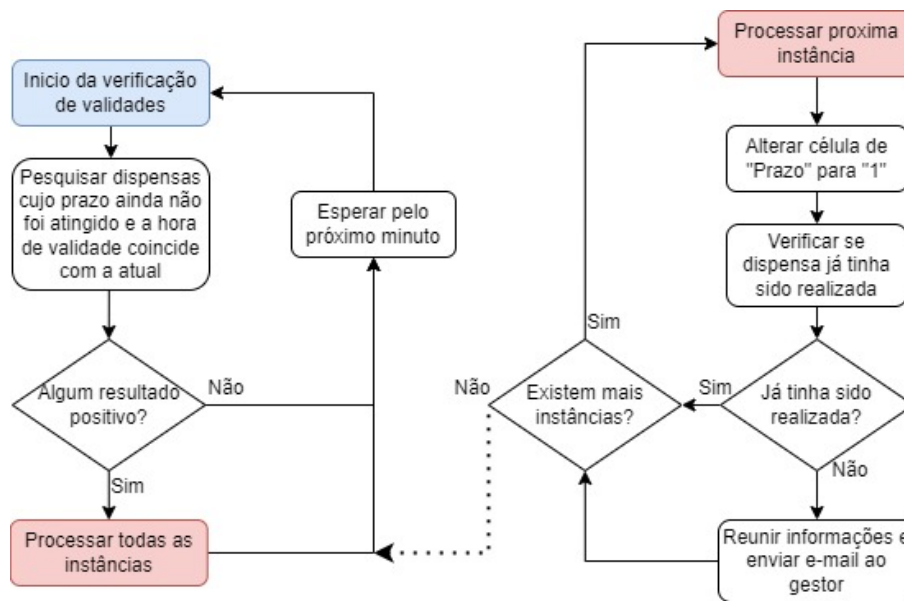 Inicio da verificação
de validades
Pesquisar dispensas
cujo prazo ainda não
foi atingido e a hora
de validade coincide
com a atual
Algum resultado
positivo?
Não
Sim
Processar todas as
instâncias
Esperar pelo
próximo minuto
Processar proxima
instância
Alterar célula de
"Prazo" para "1"
Verificar se
dispensa já tinha
sido realizada
Já tinha sido
realizada?
Sim
Não
Reunir informações e
enviar e-mail ao
gestor
Existem mais
instâncias?
Sim
Não